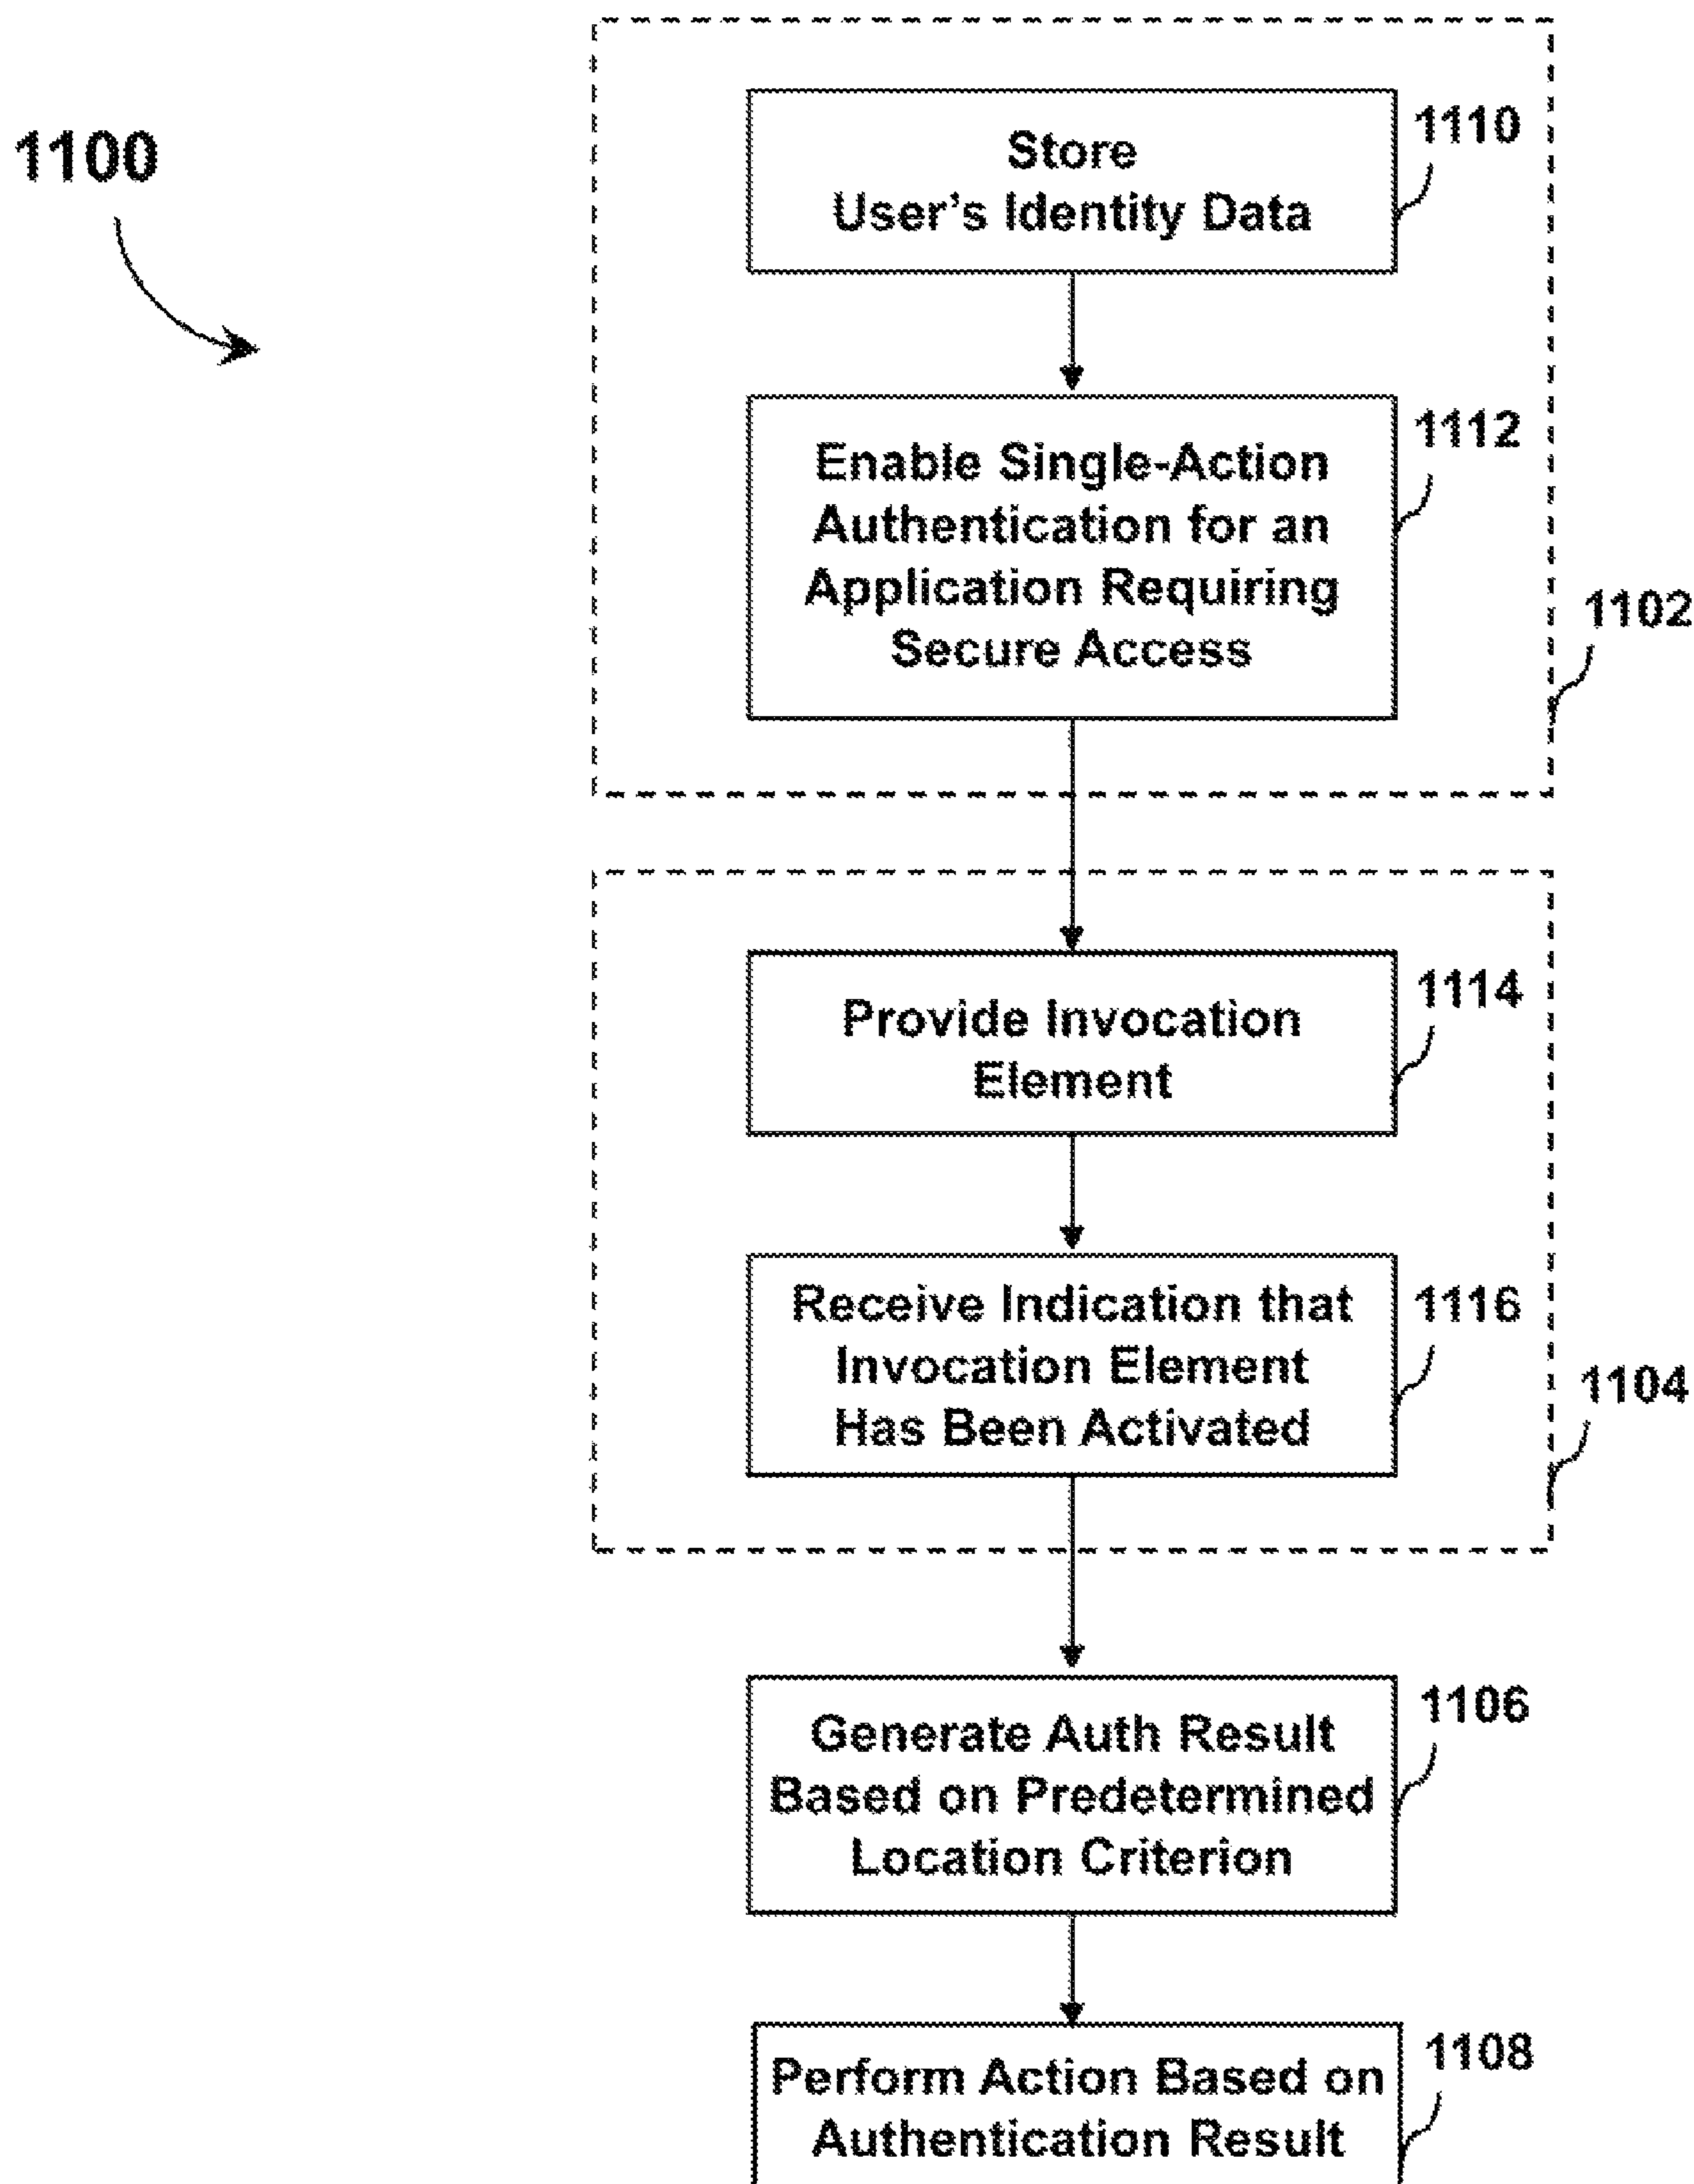 1100
Store
User's Identity Data
1110
Enable Single-Action
Authentication for an
Application Requiring
Secure Access
1112
1102
Provide Invocation
Element
1114
Receive Indication that
Invocation Element
Has Been Activated
1116
1104
Generate Auth Result
Based on Predetermined
Location Criterion
1106
Perform Action Based on
Authentication Result
1108